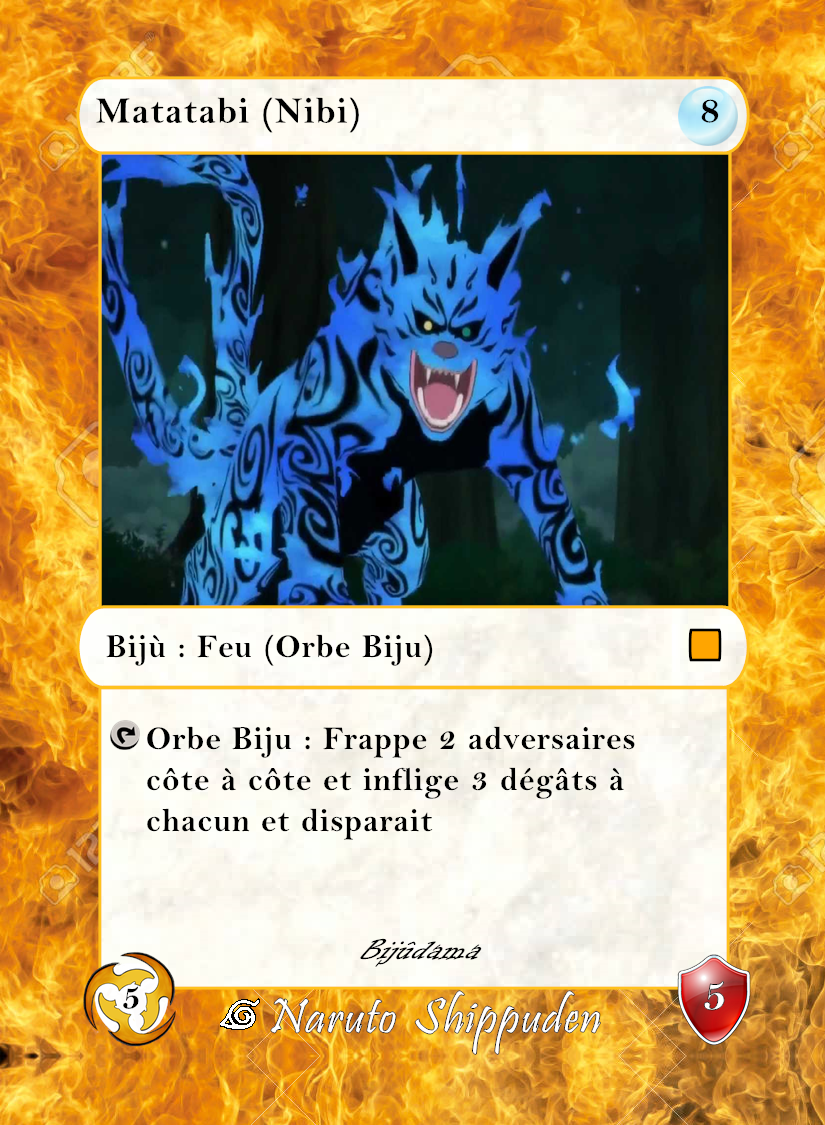 Matatabi (Nibi)
8
Bijù : Feu (Orbe Biju)
Orbe Biju : Frappe 2 adversaires
côte à côte et inflige 3 dégâts à
chacun et disparait
Bijûdama
5
Naruto Shippuden
5